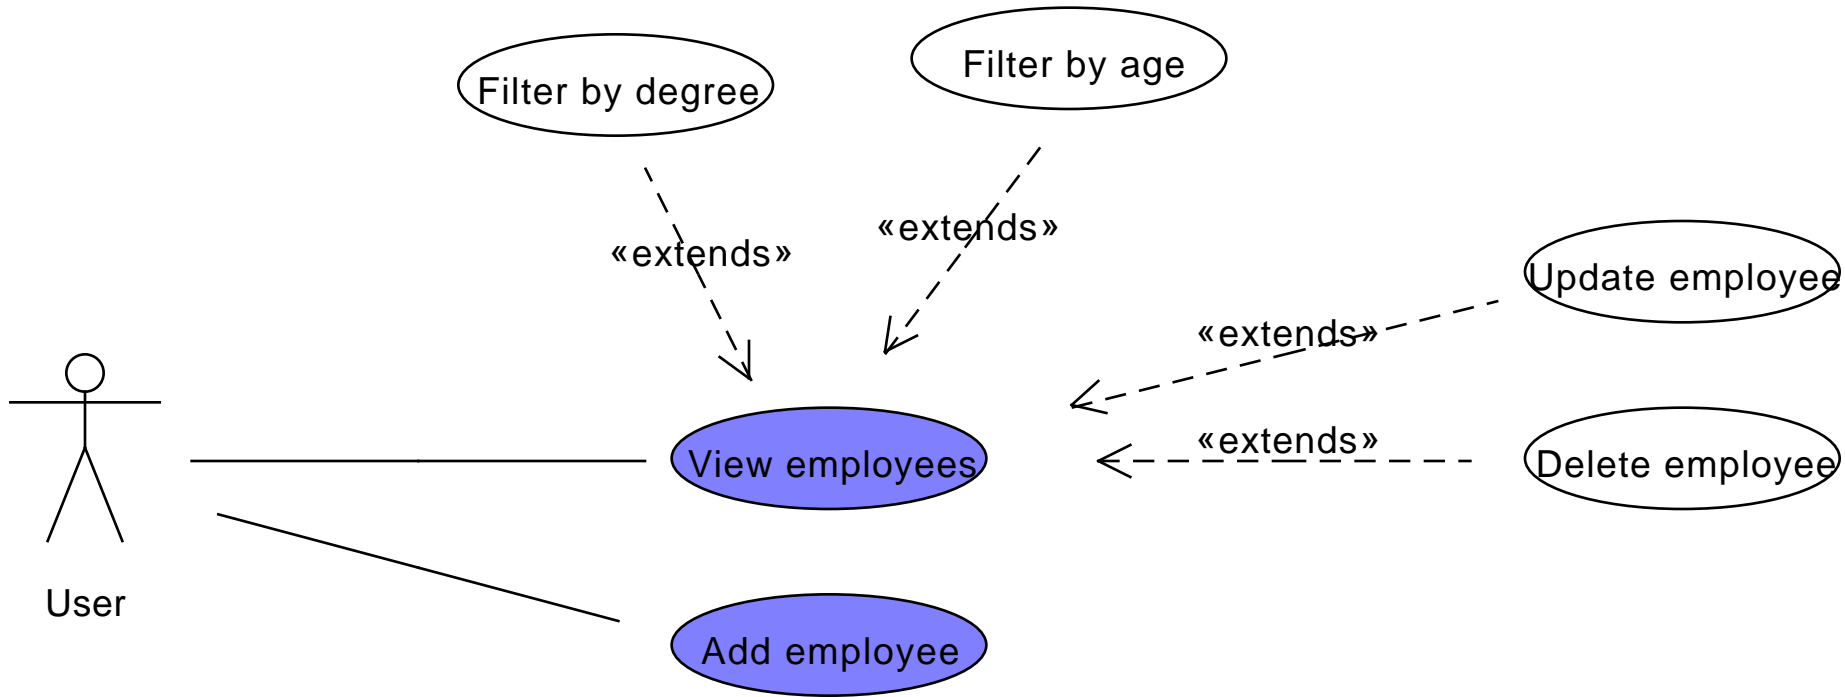 Filter by degree
Filter by age
«extends»
«extends»
Update employee
«extends»
«extends»
View employees
Delete employee
User
Add employee